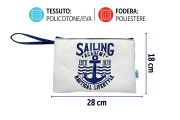 TESSUTO:
POLICOTONE/EVA
FODERA:
POLIESTERE
SAILING
ACADEMY
NAUTICAL LIFESTYLE
18 cm
28 cm